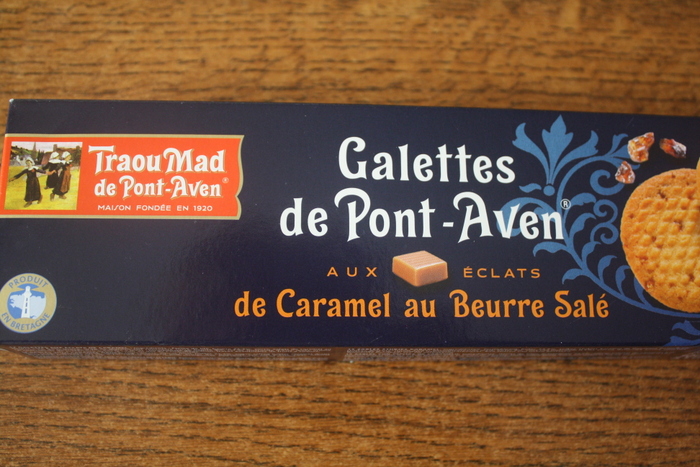 Traou Mad
de Pont-Aven®
MAISON FONDÉE EN 1920
Galettes
de Pont-Aven®
AUX ÉCLATS
de Caramel au Beurre Salé
PRODUIT
EN BRETAGNE